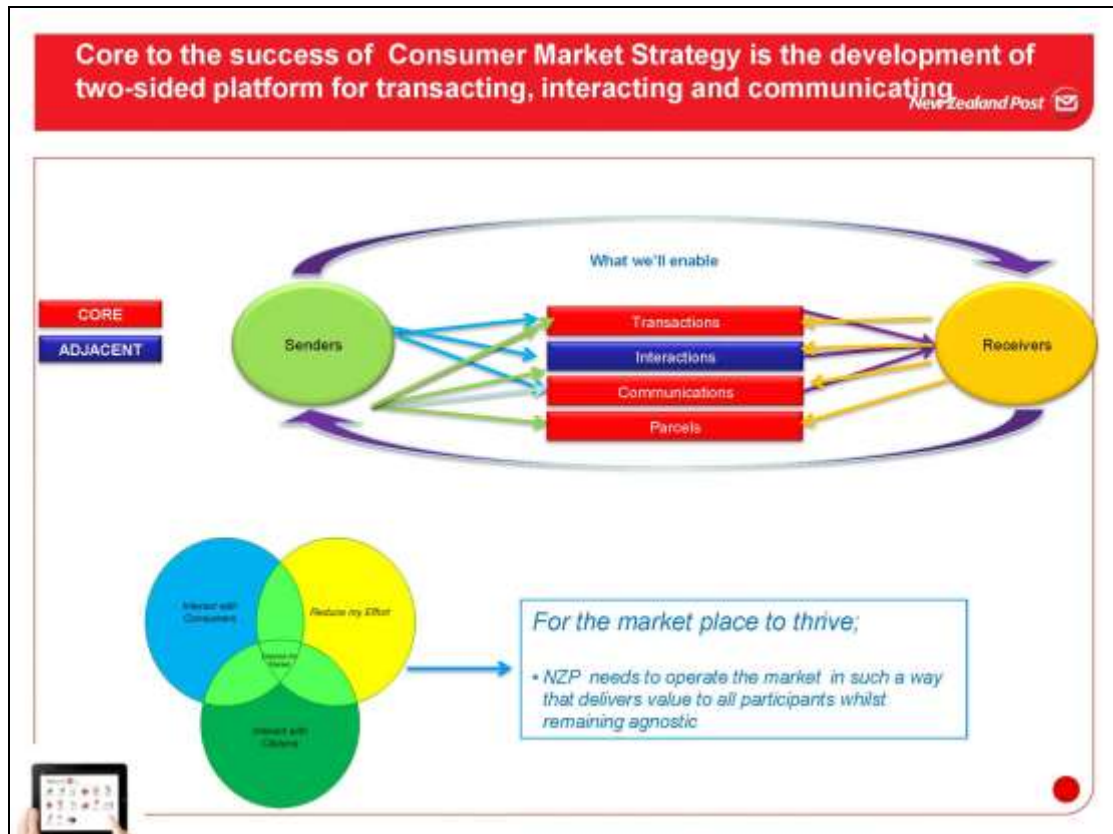 Core to the success of Consumer Market Strategy is the development of
two-sided platform for transacting, interacting and communicating
New Zealand Post
What we'll enable
CORE
ADJACENT
Senders
Transactions
Interactions
Communications
Parcels
Receivers
Interact with
Consumers
Reduce my Effort
Interact with
Citizens
For the market place to thrive;
• NZP needs to operate the market in such a way
that delivers value to all participants whilst
remaining agnostic